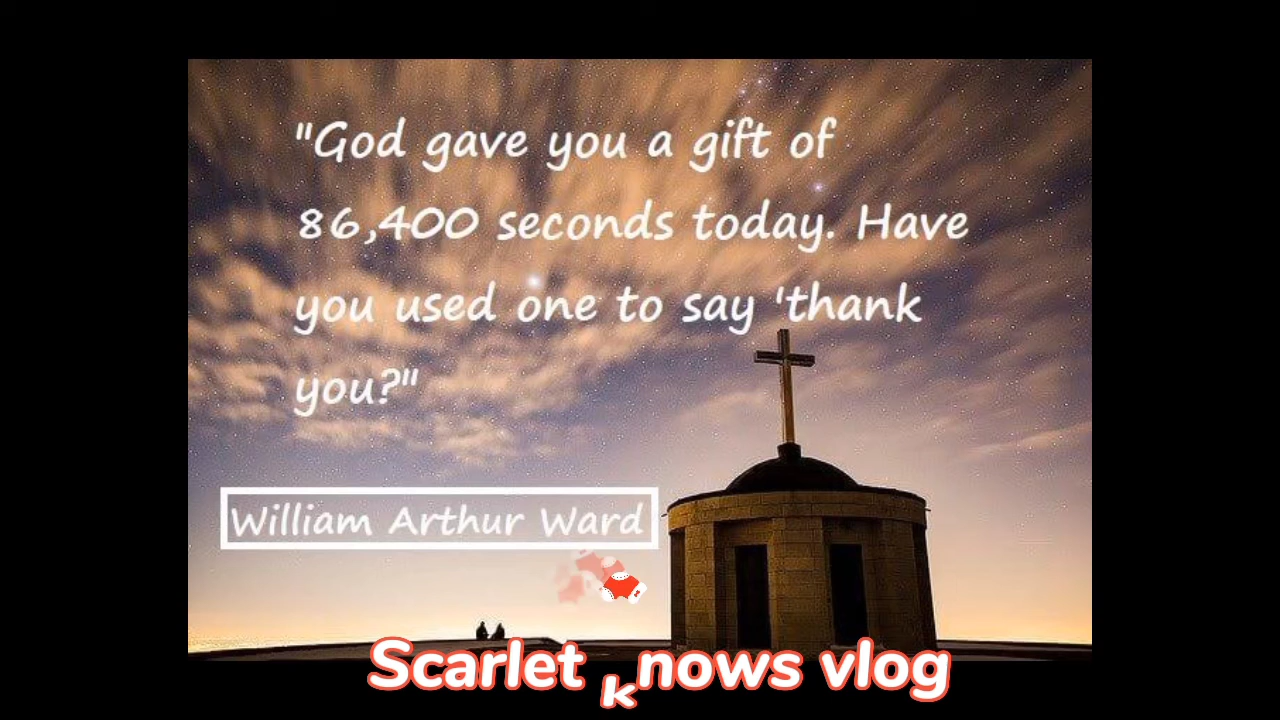 "God gave you a gift of
86,400 seconds today. Have
you used one to say 'thank
you?"
William Arthur Ward
Scarlet knows vlog